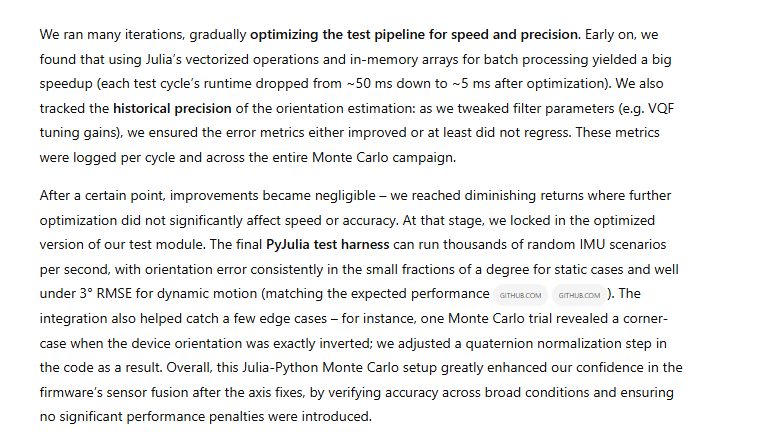 We ran many iterations, gradually optimizing the test pipeline for speed and precision. Early on, we
found that using Julia’s vectorized operations and in-memory arrays for batch processing yielded a big
speedup (each test cycle’s runtime dropped from ~50 ms down to ~5 ms after optimization). We also
tracked the historical precision of the orientation estimation: as we tweaked filter parameters (e.g. VQF
tuning gains), we ensured the error metrics either improved or at least did not regress. These metrics
were logged per cycle and across the entire Monte Carlo campaign.
After a certain point, improvements became negligible – we reached diminishing returns where further
optimization did not significantly affect speed or accuracy. At that stage, we locked in the optimized
version of our test module. The final PyJulia test harness can run thousands of random IMU scenarios
per second, with orientation error consistently in the small fractions of a degree for static cases and well
under 3° RMSE for dynamic motion (matching the expected performance GITHUB.COM GITHUB.COM ). The
integration also helped catch a few edge cases – for instance, one Monte Carlo trial revealed a corner-
case when the device orientation was exactly inverted; we adjusted a quaternion normalization step in
the code as a result. Overall, this Julia-Python Monte Carlo setup greatly enhanced our confidence in the
firmware’s sensor fusion after the axis fixes, by verifying accuracy across broad conditions and ensuring
no significant performance penalties were introduced.